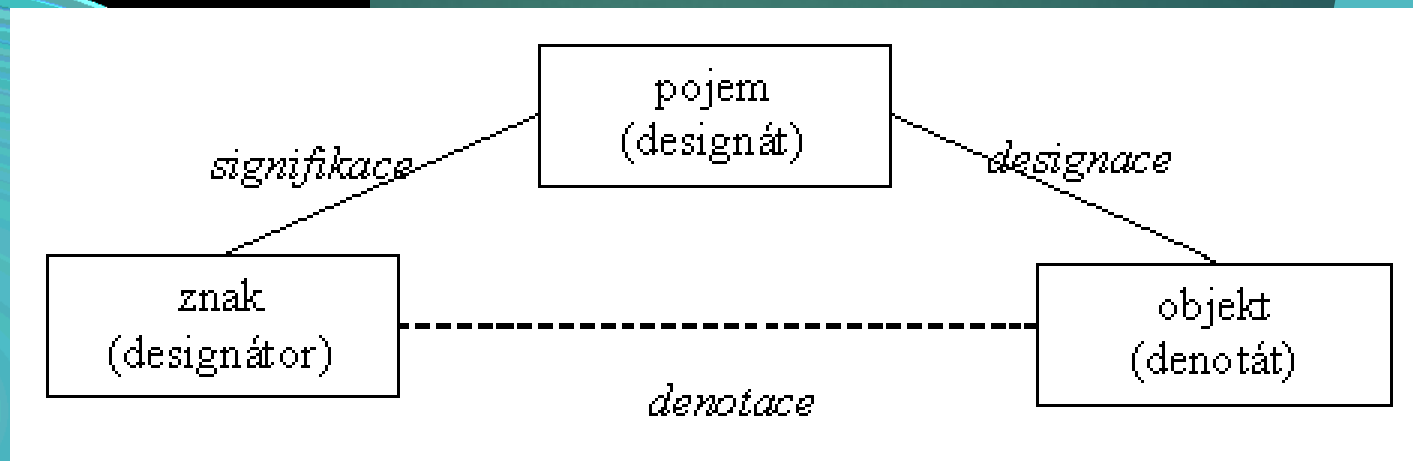 pojem
(designát)
signifikace
designace
znak
(designátor)
objekt
(denotát)
denotace